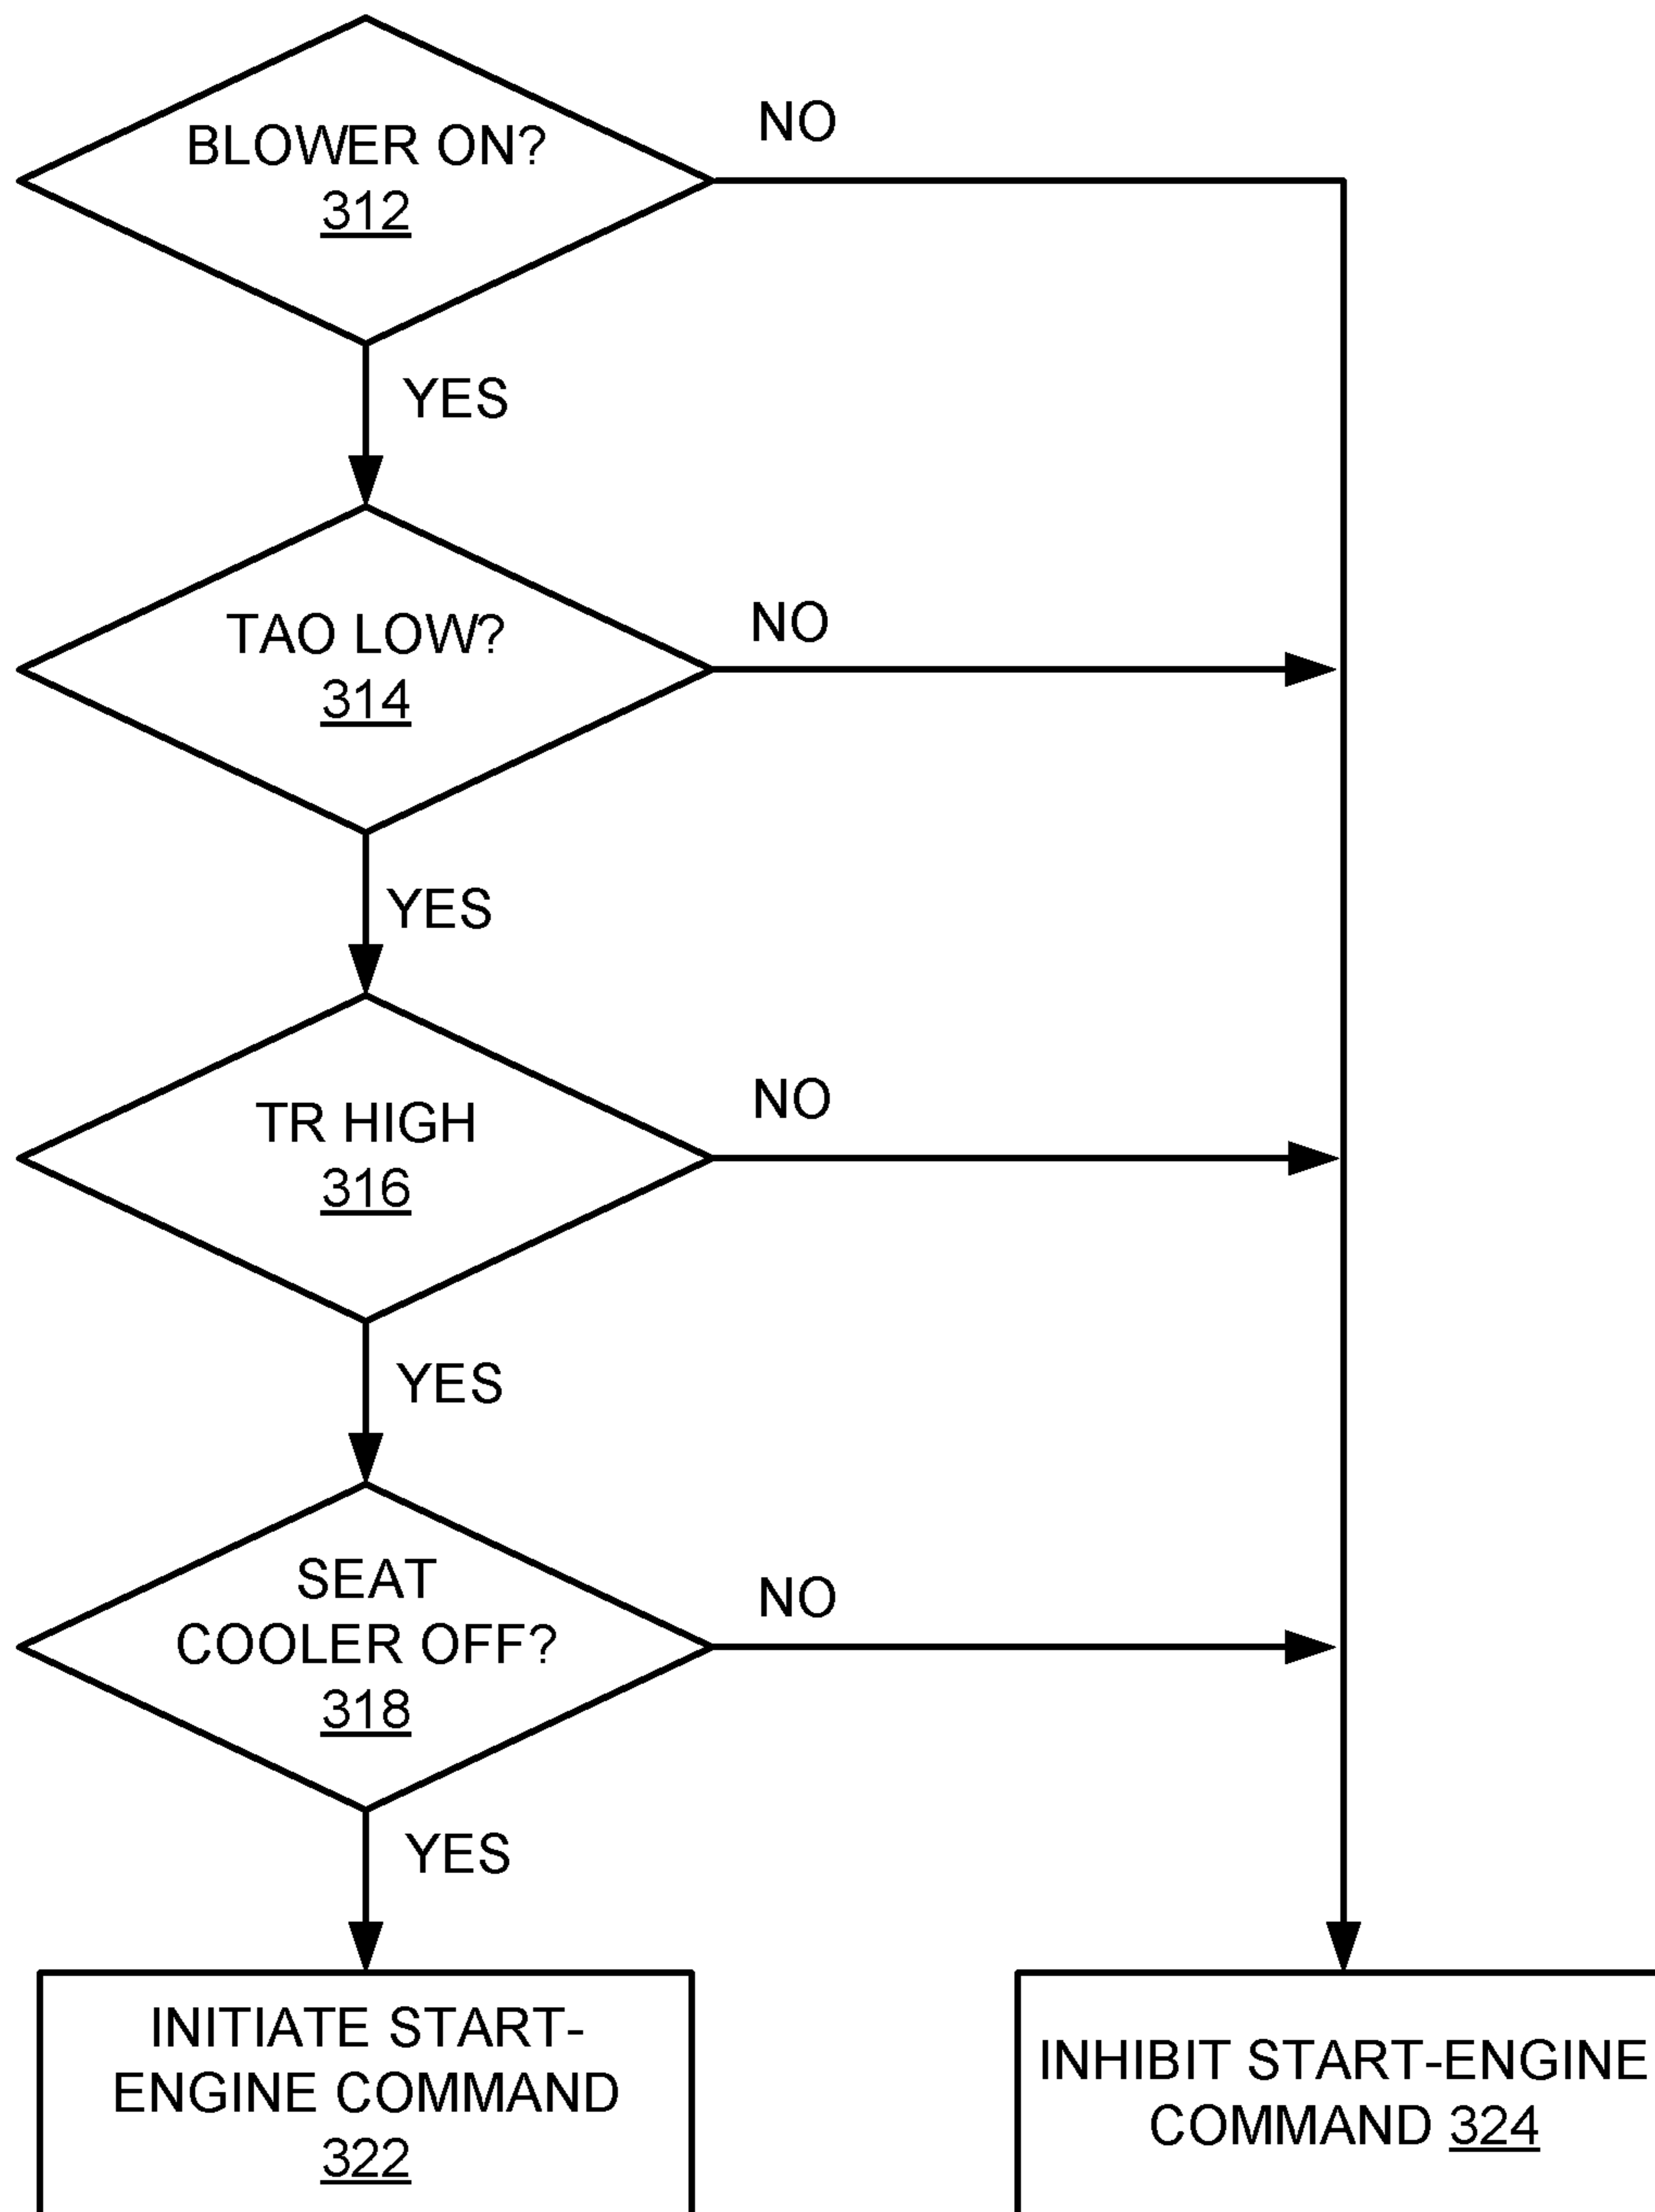 BLOWER ON?
312
NO
YES
TAO LOW?
314
NO
YES
TR HIGH
316
NO
YES
SEAT
COOLER OFF?
318
NO
YES
INITIATE START-
ENGINE COMMAND
322
INHIBIT START-ENGINE
COMMAND 324